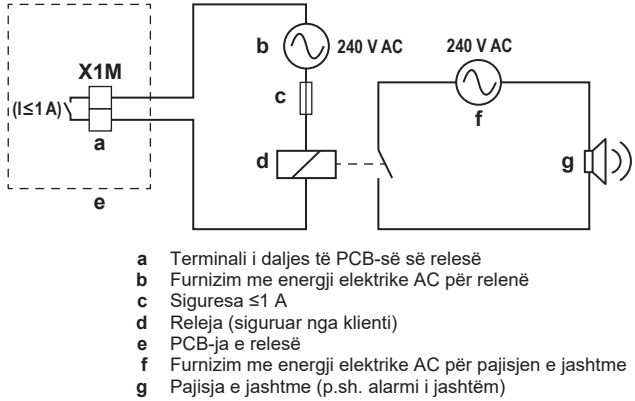 b 240 V AC 240 V AC
X1M
c
(I≤1 A)
a
f
d
g
e
a Terminali i daljes të PCB-së së relesë
b Furnizim me energji elektrike AC për relenë
c Siguresa ≤1 A
d Releja (siguruar nga klienti)
e PCB-ja e relesë
f Furnizim me energji elektrike AC për pajisjen e jashtme
g Pajisja e jashtme (p.sh. alarmi i jashtëm)